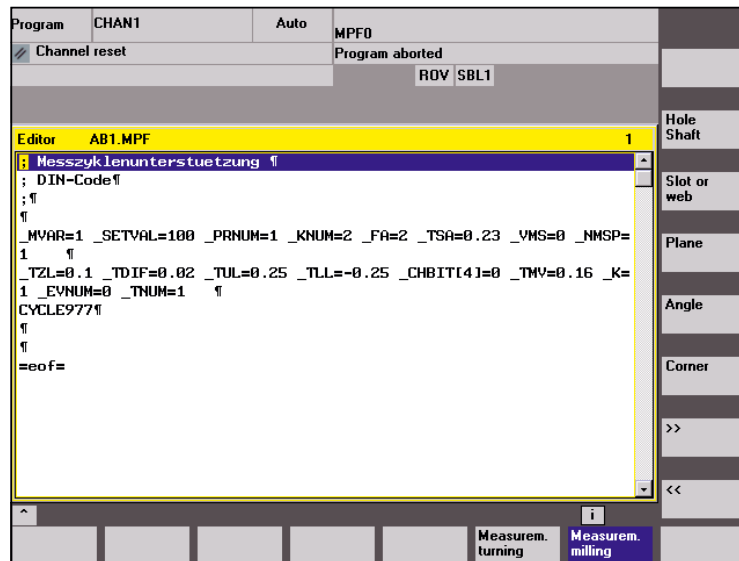 Program CHAN1 Auto MPF0
Channel reset Program aborted
ROV SBL1
Editor AB1.MPF 1
; Messzyklenunterstuetzung ¶
; DIN-Code¶
;¶
¶
_MVAR=1 _SETVAL=100 _PRNUM=1 _KNUM=2 _FA=2 _TSA=0.23 _VMS=0 _NMSP=
1 ¶
_TZL=0.1 _TDIF=0.02 _TUL=0.25 _TLL=-0.25 _CHBIT[4]=0 _TMV=0.16 _K=
1 _EVNUM=0 _TNUM=1 ¶
CYCLE977¶
¶
¶
=eof=
Hole
Shaft
Slot or
web
Plane
Angle
Corner
>>
<<
^
i
Measurem.
turning
Measurem.
milling